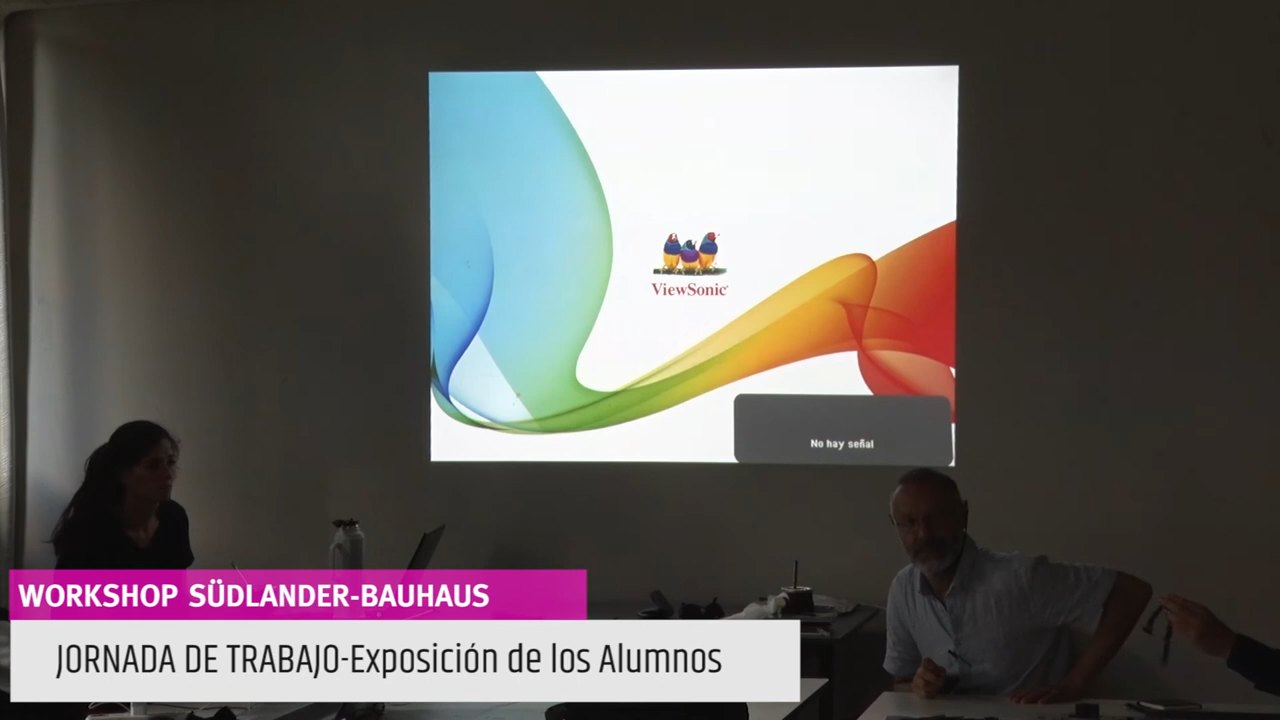 ViewSonic
No hay señal
WORKSHOP SÜDLANDER-BAUHAUS
JORNADA DE TRABAJO-Exposición de los Alumnos